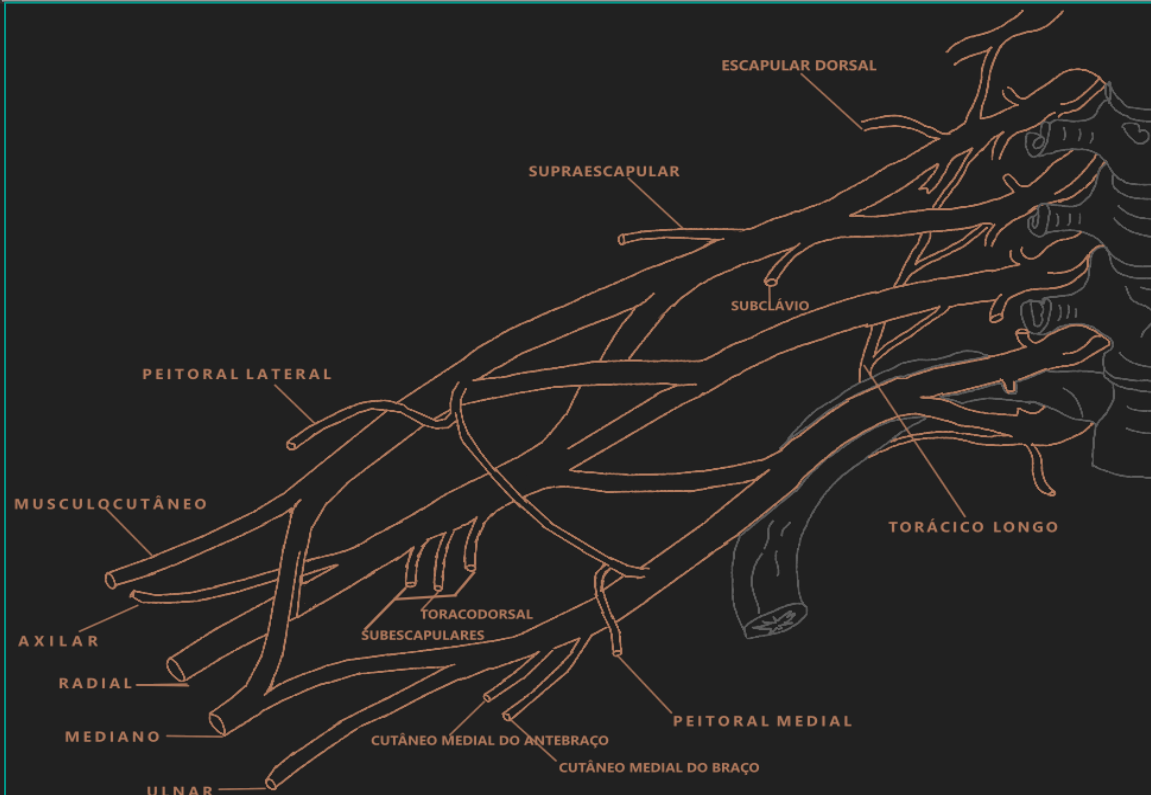 ESCAPULAR DORSAL
SUPRAESCAPULAR
SUBCLÁVIO
PEITORAL LATERAL
MUSCULOCUTÂNEO
TORÁCICO LONGO
TORACODORSAL
SUBESCAPULARES
AXILAR
RADIAL
PEITORAL MEDIAL
MEDIANO
CUTÂNEO MEDIAL DO ANTEBRAÇO
CUTÂNEO MEDIAL DO BRAÇO
ULNAR